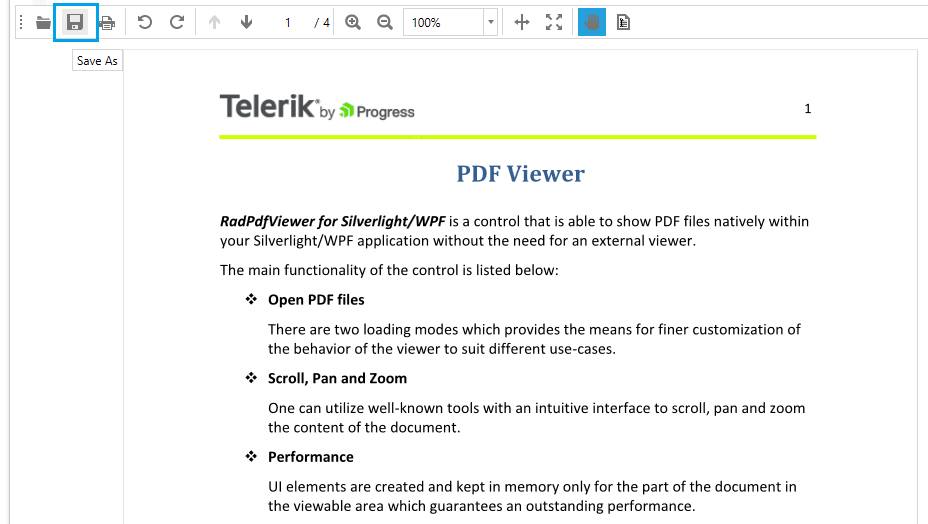 1 / 4 100%
Save As
Telerik by Progress 1
PDF Viewer
RadPdfViewer for Silverlight/WPF is a control that is able to show PDF files natively within
your Silverlight/WPF application without the need for an external viewer.
The main functionality of the control is listed below:
❖ Open PDF files
There are two loading modes which provides the means for finer customization of
the behavior of the viewer to suit different use-cases.
❖ Scroll, Pan and Zoom
One can utilize well-known tools with an intuitive interface to scroll, pan and zoom
the content of the document.
❖ Performance
UI elements are created and kept in memory only for the part of the document in
the viewable area which guarantees an outstanding performance.